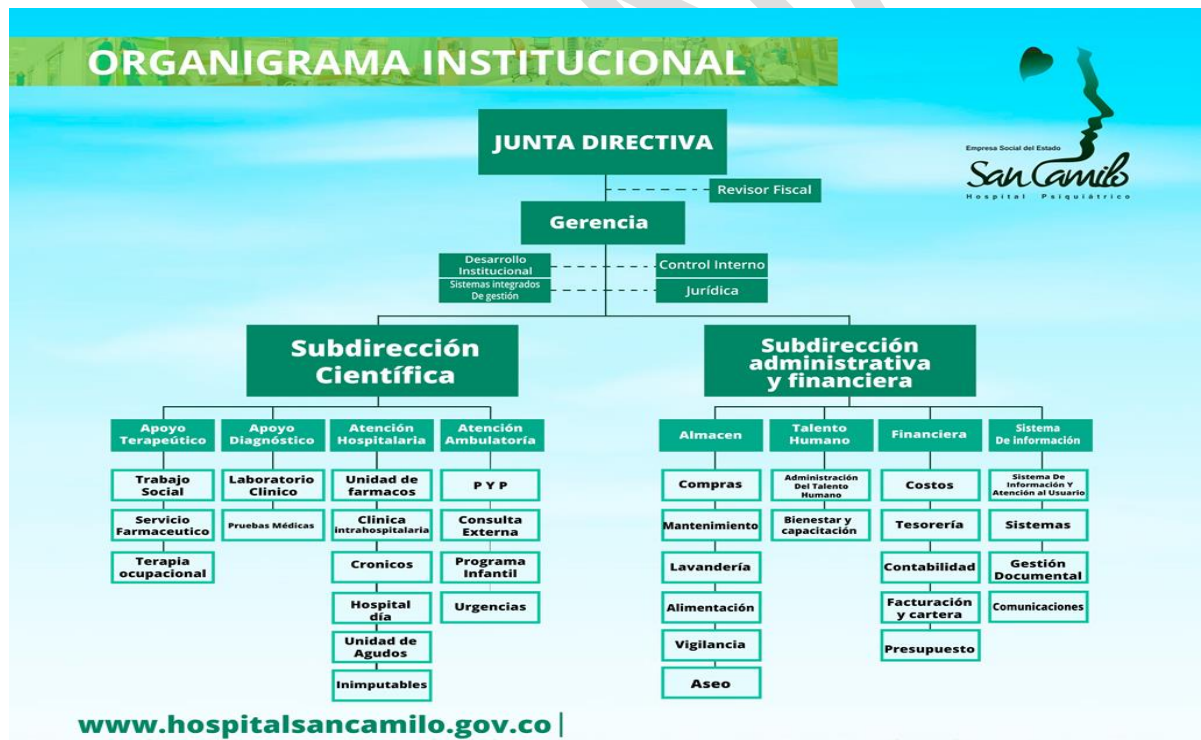 ORGANIGRAMA INSTITUCIONAL
Empresa Social del Estado
San Camilo
Hospital Psiquiátrico
JUNTA DIRECTIVA
Revisor Fiscal
Gerencia
Desarrollo
Institucional
Control Interno
Sistemas integrados
De gestión
Jurídica
Subdirección
Científica
Subdirección
administrativa
y financiera
Apoyo
Terapeútico
Apoyo
Diagnóstico
Atención
Hospitalaria
Atención
Ambulatoría
Almacen
Talento
Humano
Financiera
Sistema
De información
Trabajo
Social
Servicio
Farmaceutico
Terapia
ocupacional
Laboratorio
Clinico
Pruebas Médicas
Unidad de
farmacos
Clinica
intrahospitalaria
Cronicos
Hospital
día
Unidad de
Agudos
Inimputables
P Y P
Consulta
Externa
Programa
Infantil
Urgencias
Compras
Mantenimiento
Lavandería
Alimentación
Vigilancia
Aseo
Administración
Del Talento
Humano
Bienestar y
capacitación
Costos
Tesorería
Contabilidad
Facturación
y cartera
Presupuesto
Sistema De
Información Y
Atención al Usuario
Sistemas
Gestión
Documental
Comunicaciones
www.hospitalsancamilo.gov.co |